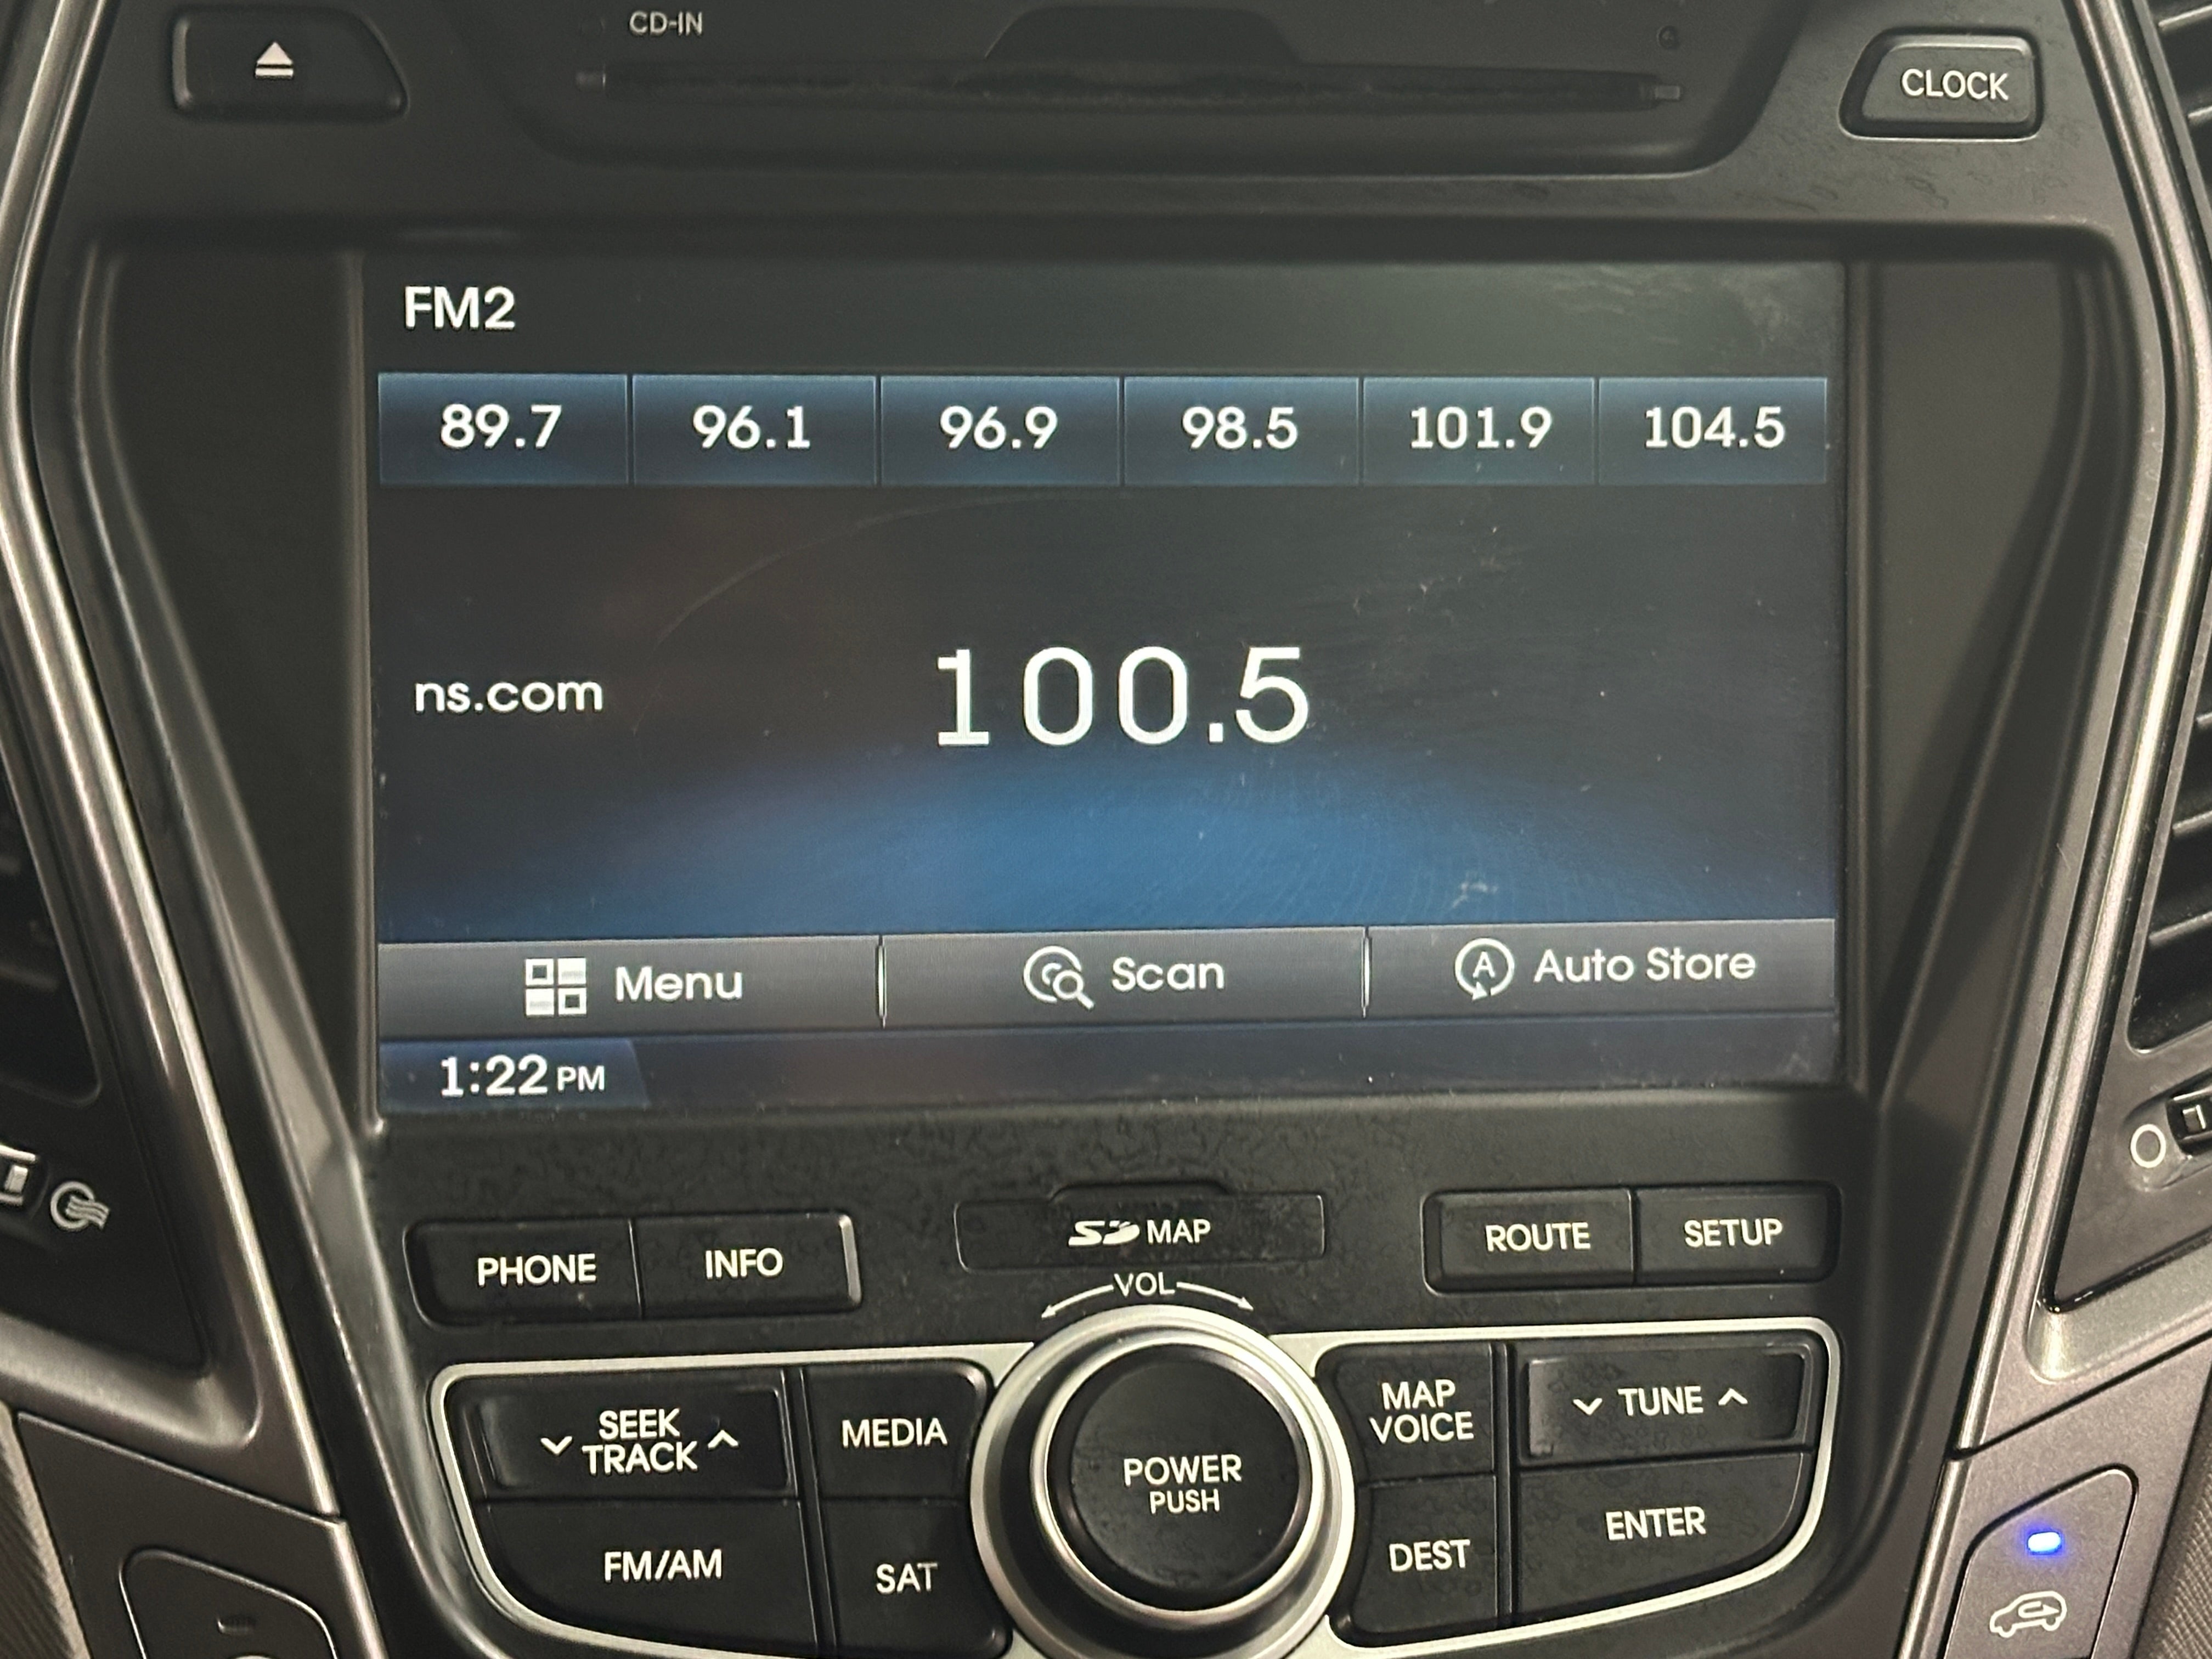 CD-IN
CLOCK
FM2
89.7 96.1 96.9 98.5 101.9 104.5
ns.com 100.5
Menu Scan Auto Store
1:22 PM
PHONE INFO SD MAP ROUTE SETUP
VOL
SEEK
TRACK
MEDIA
POWER
PUSH
MAP
VOICE
TUNE
FM/AM SAT DEST ENTER